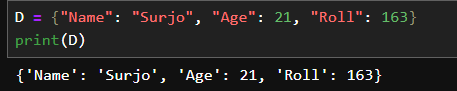 D = {"Name": "Surjo", "Age": 21, "Roll": 163}
print(D)
{'Name': 'Surjo', 'Age': 21, 'Roll': 163}